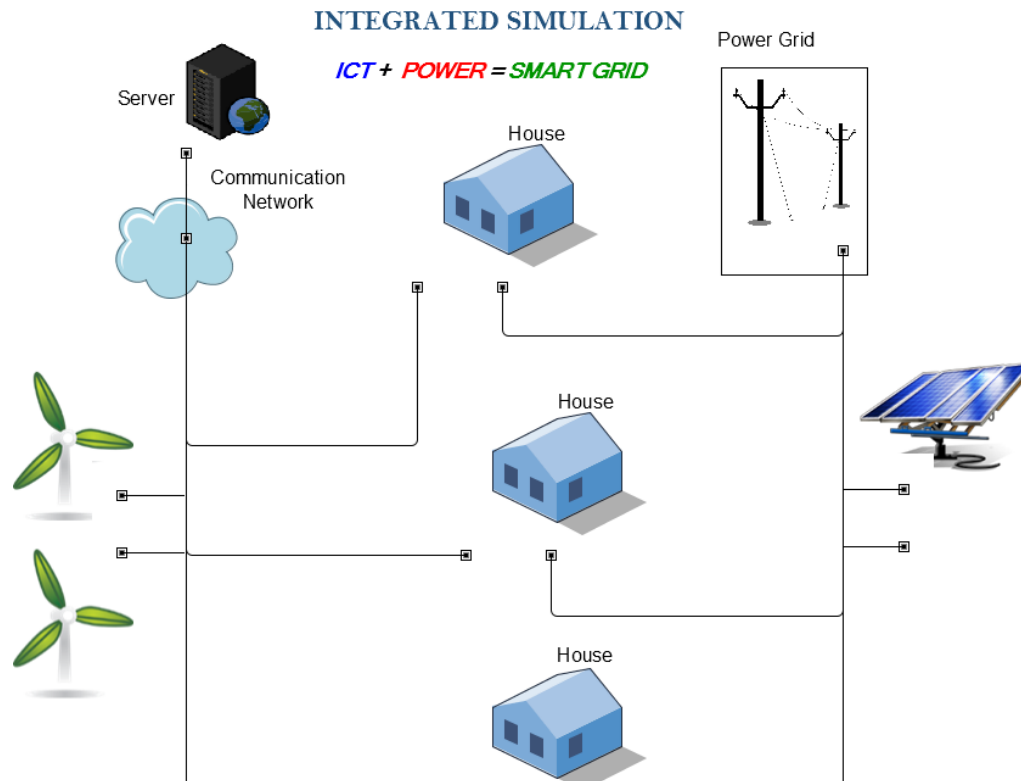 INTEGRATED SIMULATION
ICT + POWER = SMART GRID
Power Grid
Server
House
Communication
Network
House
House